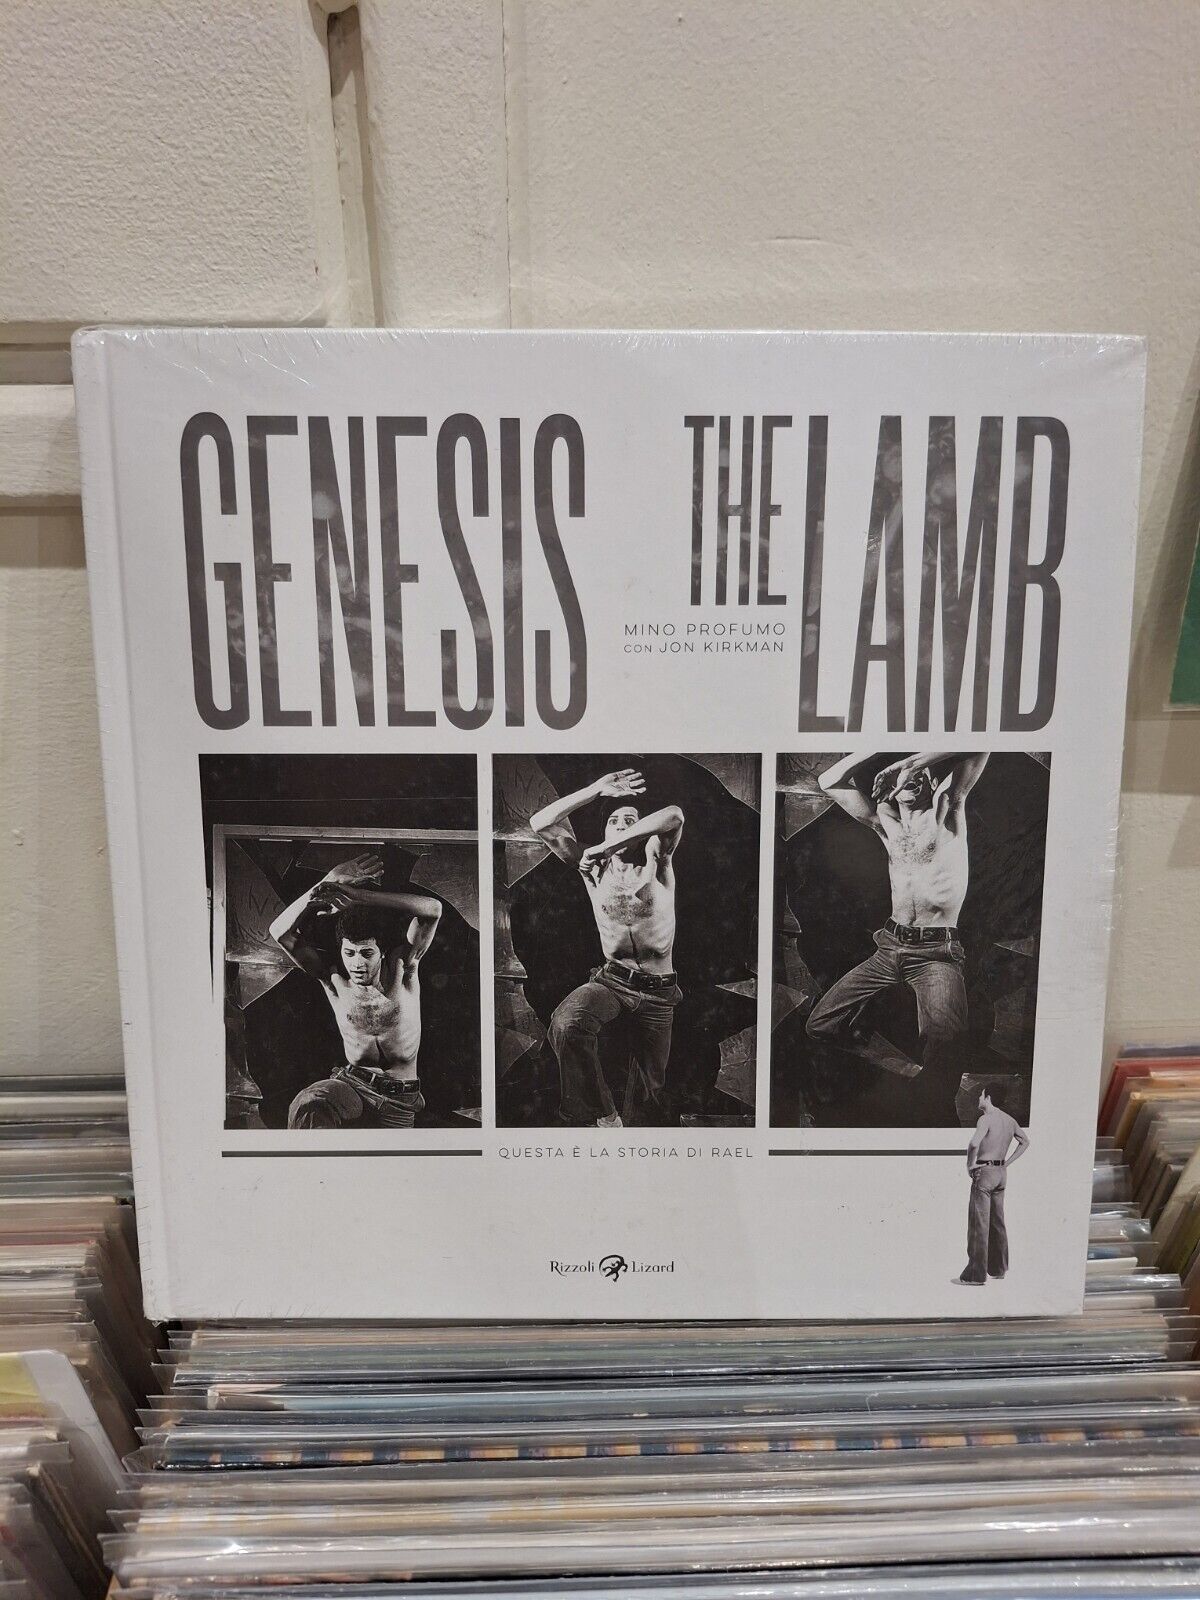 GENESIS THE LAMB
MINO PROFUMO
CON JON KIRKMAN
QUESTA È LA STORIA DI RAEL
Rizzoli Lizard